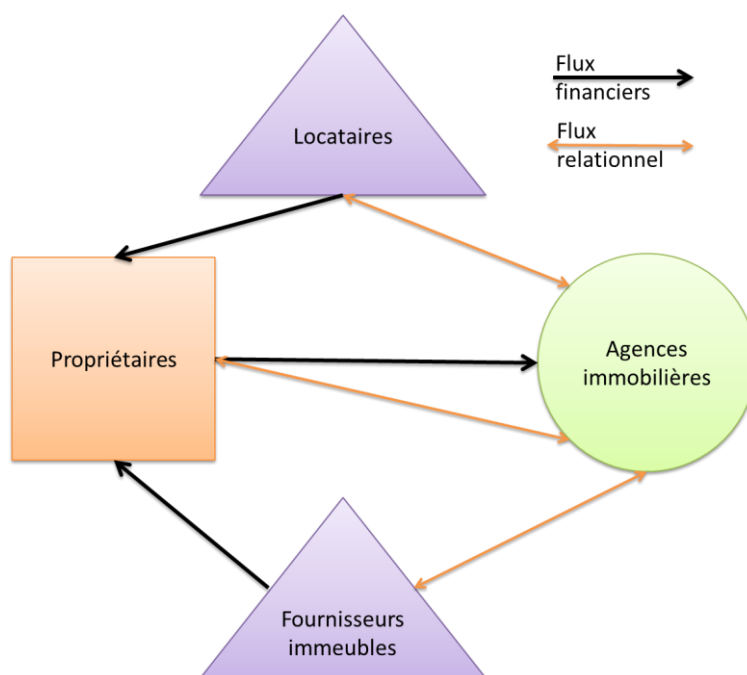 Flux
financiers
Locataires
Flux
relationnel
Propriétaires
Agences
immobilières
Fournisseurs
immeubles